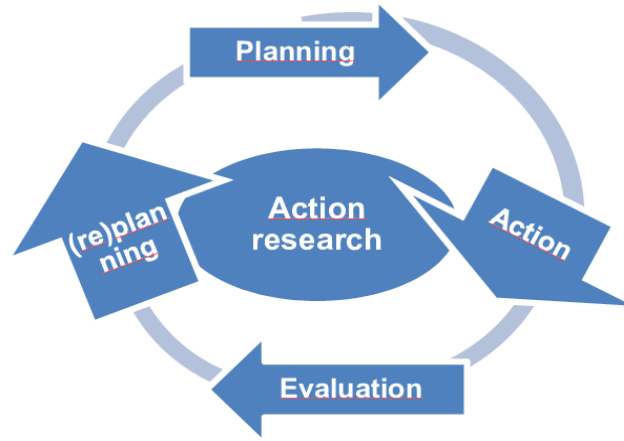 Planning
Action
research
Action
(re)plan
ning
Evaluation